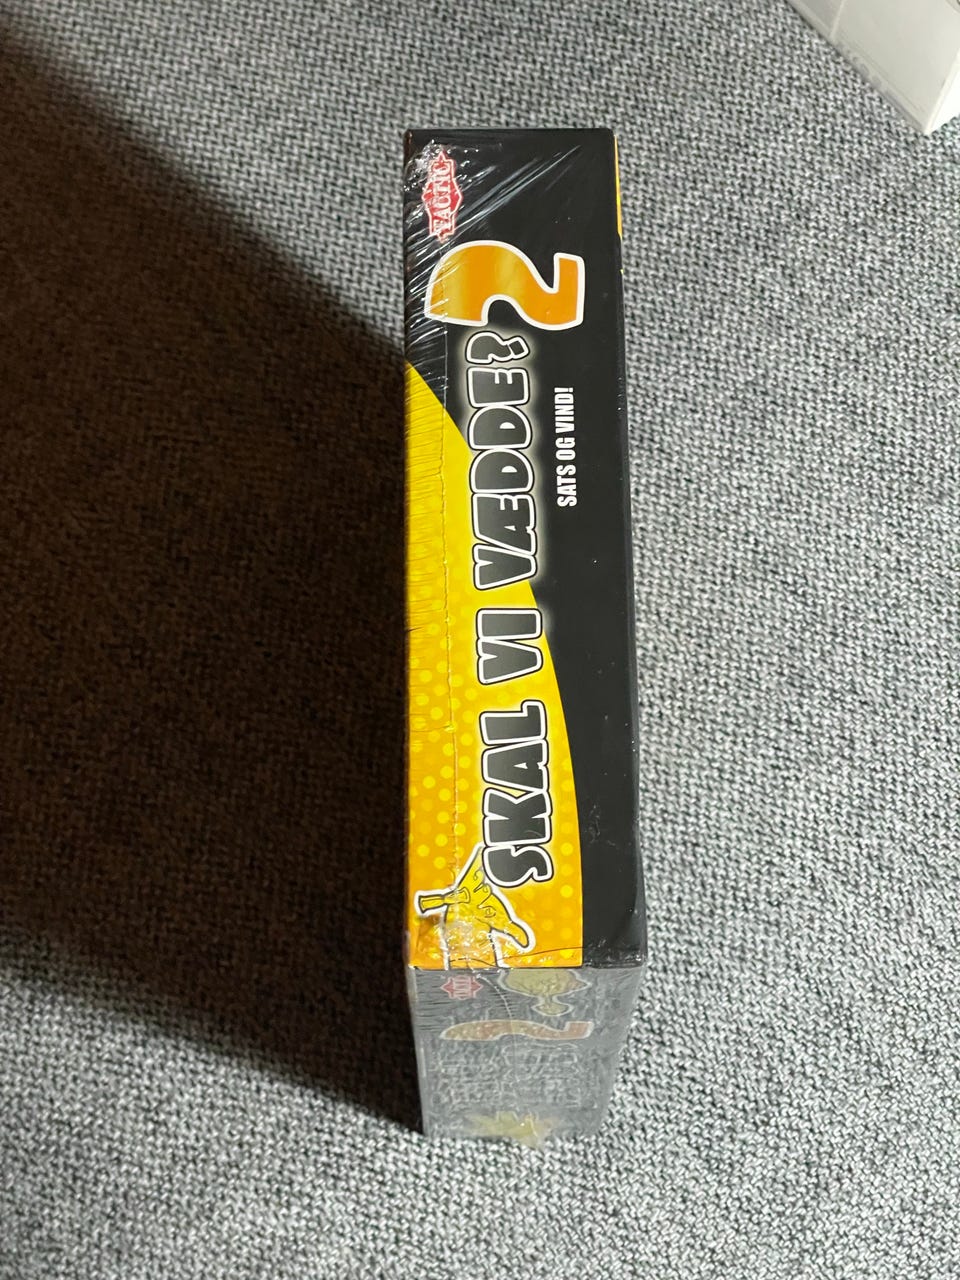 SKAL VI VÆDDE? 2
SATS OG VIND!
TACTIC